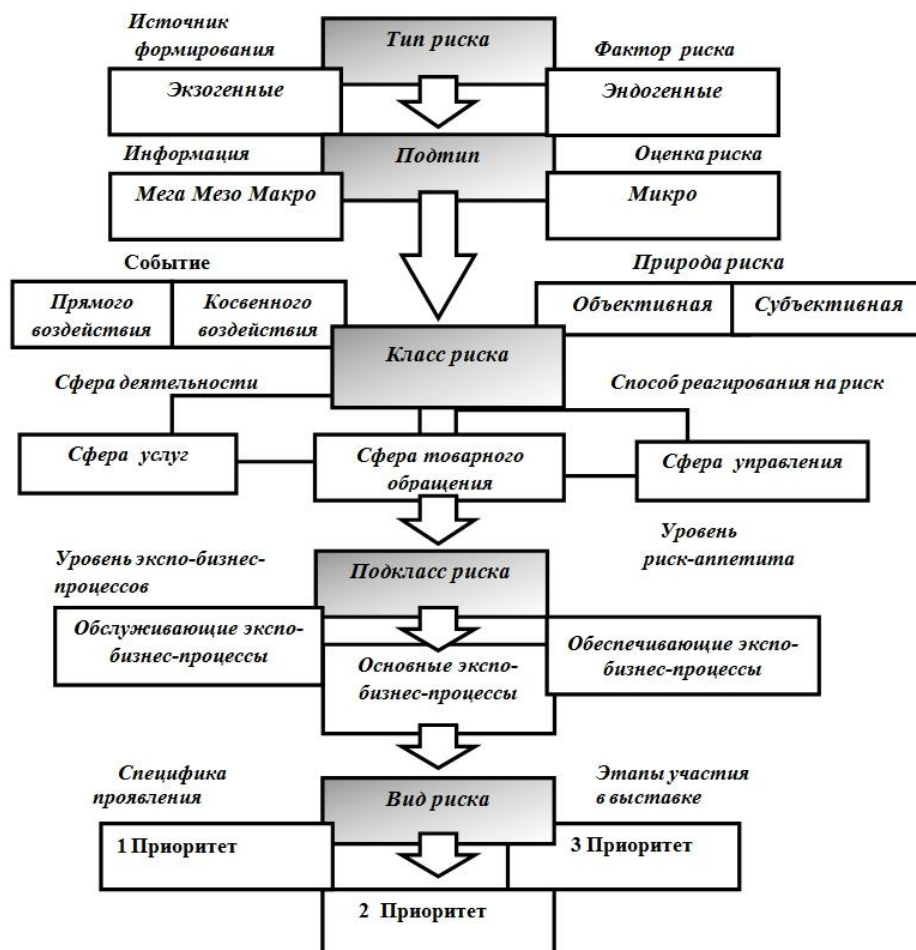 Источник
формирования
Тип риска
Фактор риска
Экзогенные
Эндогенные
Информация
Подтип
Оценка риска
Мега Мезо Макро
Микро
Событие
Природа риска
Прямого
воздействия
Косвенного
воздействия
Объективная
Субъективная
Класс риска
Сфера деятельности
Способ реагирования на риск
Сфера услуг
Сфера товарного
обращения
Сфера управления
Уровень
риск-аппетита
Уровень экспо-бизнес-
процессов
Подкласс риска
Обслуживающие экспо-
бизнес-процессы
Основные экспо-
бизнес-процессы
Обеспечивающие экспо-
бизнес-процессы
Специфика
проявления
Вид риска
Этапы участия
в выставке
1 Приоритет
3 Приоритет
2 Приоритет